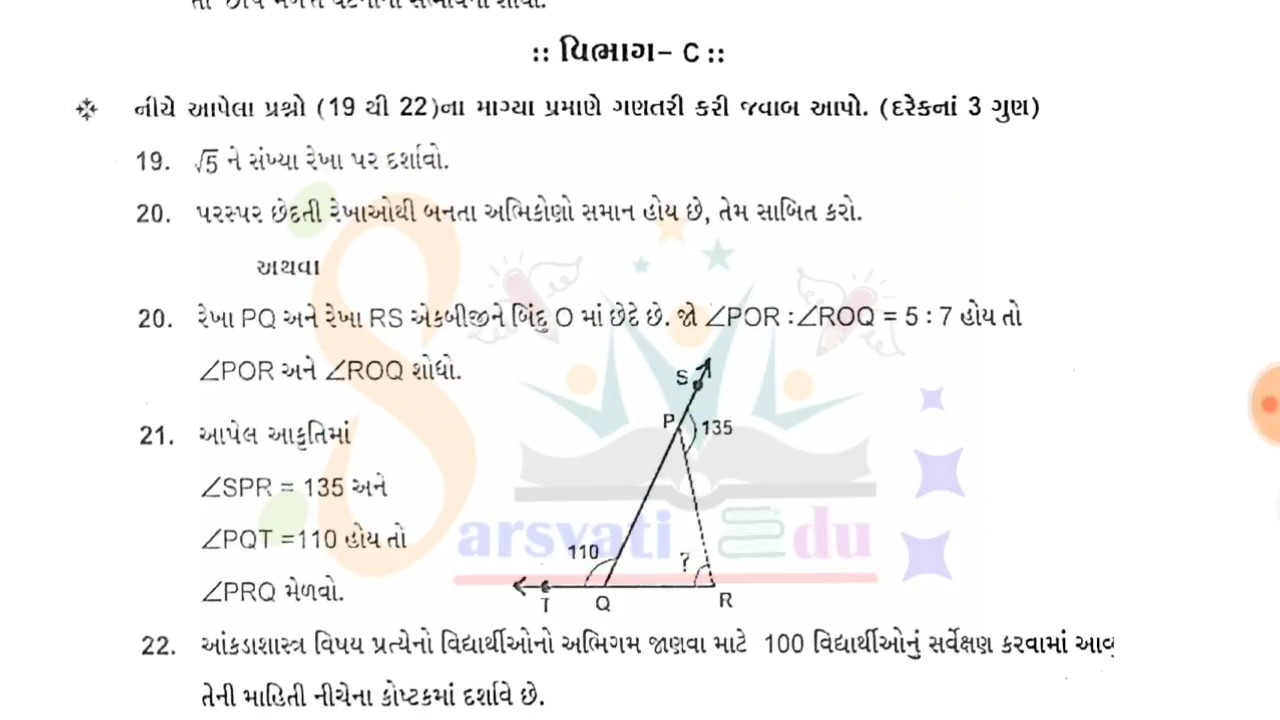 :: વિભાગ- C ::
નીચે આપેલા પ્રશ્નો (19 થી 22)ના માગ્યા પ્રમાણે ગણતરી કરી જવાબ આપો. (દરેકનાં 3 ગુણ)
19. √5 ને સંખ્યા રેખા પર દર્શાવો.
20. પરસ્પર છેદતી રેખાઓથી બનતા અભિકોણો સમાન હોય છે, તેમ સાબિત કરો.
અથવા
20. રેખા PQ અને રેખા RS એકબીજીને બિંદુ O માં છેદે છે. જો ∠POR :∠ROQ = 5 : 7 હોય તો
∠POR અને ∠ROQ શોધો.
S
P 135
21. આપેલ આકૃતિમાં
∠SPR = 135 અને
∠PQT =110 હોય તો
arsvati Edu
110 ?
∠PRQ મેળવો.
T Q R
22. આંકડાશાસ્ત્ર વિષય પ્રત્યેનો વિદ્યાર્થીઓનો અભિગમ જાણવા માટે 100 વિદ્યાર્થીઓનું સર્વેક્ષણ કરવામાં
તેની માહિતી નીચેના કોષ્ટકમાં દર્શાવે છે.